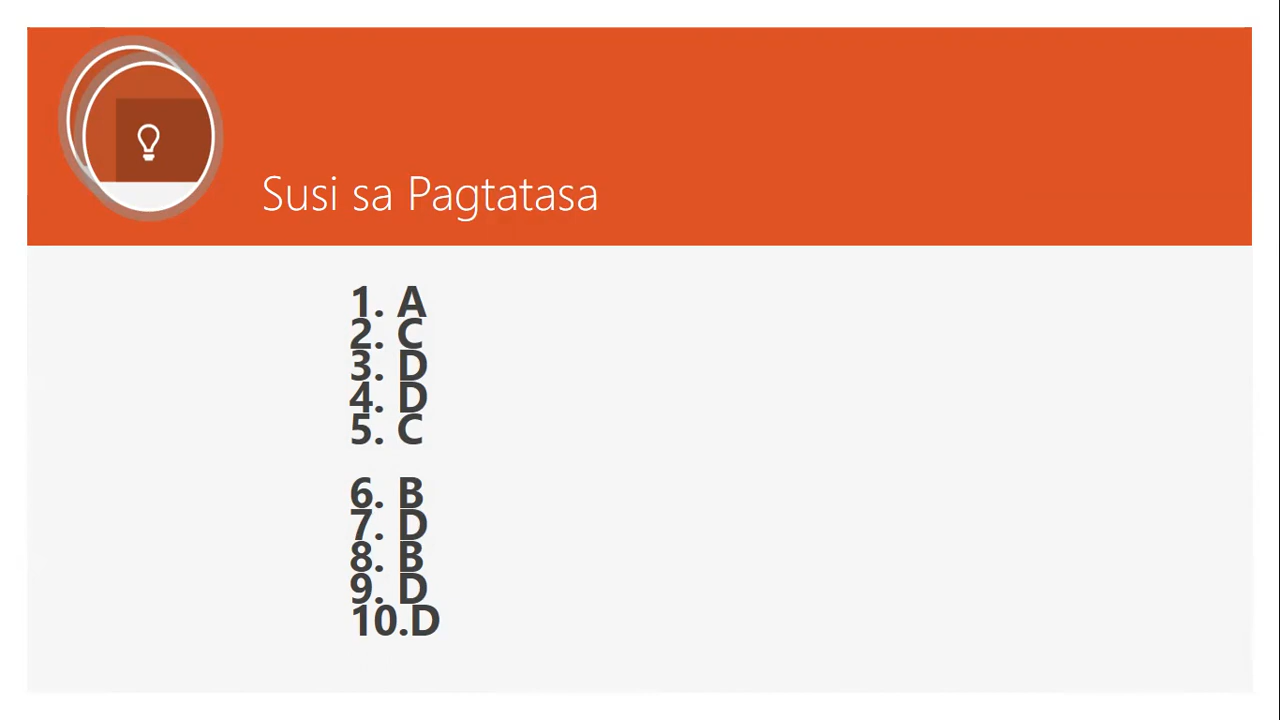 Susi sa Pagtatasa
1. A
2. C
3. D
4. D
5. C
6. B
7. D
8. B
9. D
10.D